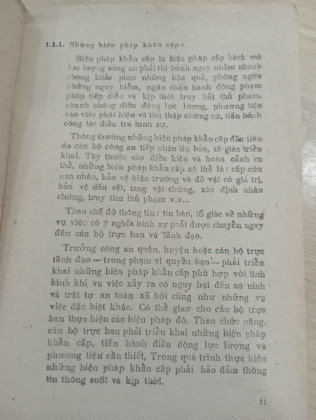 1.1.1. Những biện pháp khẩn cấp:
Biện pháp khẩn cấp là biện pháp cấp bách mà
lực lượng công an phải thi hành ngay nhằm nhanh
chóng khắc phục những hậu quả, phòng ngừa
những nguy hiểm, ngăn chặn hành động phạm
pháp tiếp diễn và kịp thời truy bắt thủ phạm,
nhanh chóng điều động lực lượng, phương tiện
vào việc phát hiện và thu thập chứng cứ, tiến hành
công tác điều tra hình sự.
Thông thường những biện pháp khẩn cấp đầu tiên
do cán bộ công an tiếp nhận tin báo, tố giác triển
khai. Tùy thuộc vào điều kiện và hoàn cảnh cụ
thể, những biện pháp khẩn cấp có thể là: cấp cứu
nạn nhân, bảo vệ hiện trường và đồ vật có giá trị,
bảo vệ dấu vết, tang vật chứng, xác định nhân
chứng, truy tìm thủ phạm v.v...
Theo chế độ thông tin: tin báo, tố giác về những
vụ việc có ý nghĩa hình sự phải được chuyển ngay
đến cán bộ trực ban và lãnh đạo.
Trưởng công an quận, huyện hoặc cán bộ trực
lãnh đạo — trong phạm vi quyền hạn — phải triển
khai những biện pháp khẩn cấp phù hợp với tình
hình khi vụ việc xảy ra có nguy hại đến an ninh
và trật tự an toàn xã hội cũng như những vụ
việc đặc biệt khác. Có thể giao cho cán bộ trực
ban thực hiện các biện pháp đó. Theo chức năng,
cán bộ trực ban phải triển khai những biện pháp
khẩn cấp, tiến hành điều động lực lượng và
phương tiện cần thiết. Trong quá trình thực hiện
những biện pháp khẩn cấp phải bảo đảm thông
tin thông suốt và kịp thời.
11